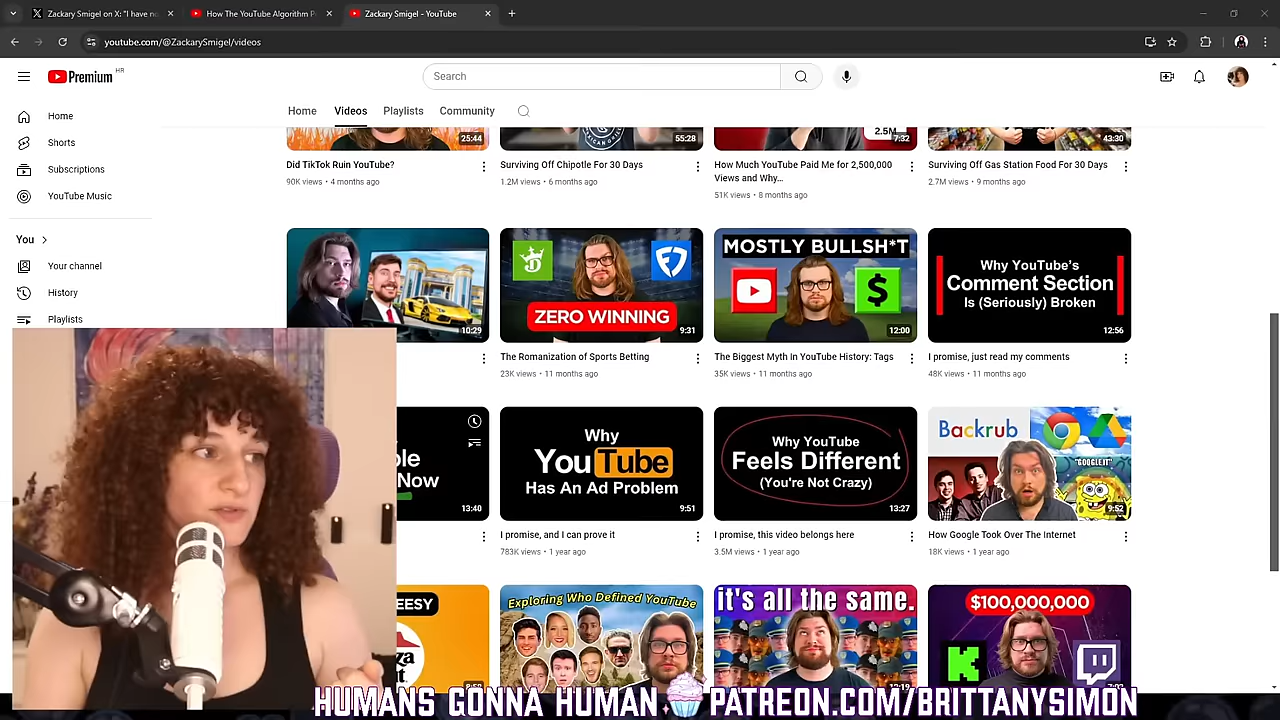 Zackary Smigel on X: "I have no
How The YouTube Algorithm P
Zackary Smigel - YouTube
youtube.com/@ZackarySmigel/videos
Premium HR
Search
Home
Videos
Playlists
Community
Home
Shorts
Subscriptions
YouTube Music
You
Your channel
History
Playlists
25:44
55:28
2.5M
7:32
43:30
Did TikTok Ruin YouTube?
90K views • 4 months ago
Surviving Off Chipotle For 30 Days
1.2M views • 6 months ago
How Much YouTube Paid Me for 2,500,000
Views and Why...
51K views • 8 months ago
Surviving Off Gas Station Food For 30 Days
2.7M views • 9 months ago
10:29
ZERO WINNING
9:31
MOSTLY BULLSH*T
12:00
Why YouTube's
Comment Section
Is (Seriously) Broken
12:56
The Romanization of Sports Betting
23K views • 11 months ago
The Biggest Myth In YouTube History: Tags
35K views • 11 months ago
I promise, just read my comments
48K views • 11 months ago
Now
13:40
Why
YouTube
Has An Ad Problem
9:51
Why YouTube
Feels Different
(You're Not Crazy)
13:27
Backrub
"GOOGLE IT"
9:52
I promise, and I can prove it
783K views • 1 year ago
I promise, this video belongs here
3.5M views • 1 year ago
How Google Took Over The Internet
18K views • 1 year ago
EESY
Exploring Who Defined YouTube
it's all the same.
$100,000,000
HUMANS GONNA HUMAN PATREON.COM/BRITTANYSIMON